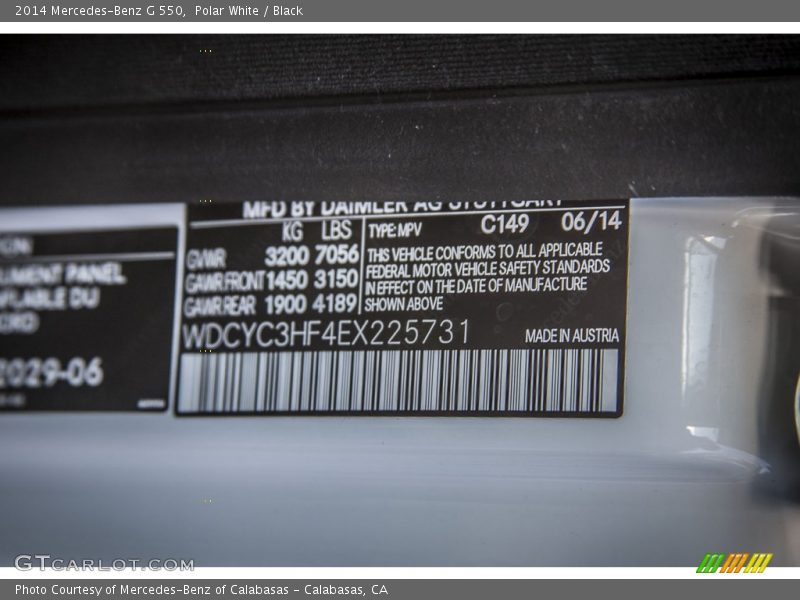 2014 Mercedes-Benz G 550, Polar White / Black
MFD BY DAIMLER AG STUTTGART
KG LBS TYPE: MPV C149 06/14
GVWR 3200 7056
GAWR FRONT 1450 3150
GAWR REAR 1900 4189
THIS VEHICLE CONFORMS TO ALL APPLICABLE
FEDERAL MOTOR VEHICLE SAFETY STANDARDS
IN EFFECT ON THE DATE OF MANUFACTURE
SHOWN ABOVE
WDCYC3HF4EX225731
MADE IN AUSTRIA
UMENT PANEL
2029-06
GTCARLOT.COM
Photo Courtesy of Mercedes-Benz of Calabasas - Calabasas, CA